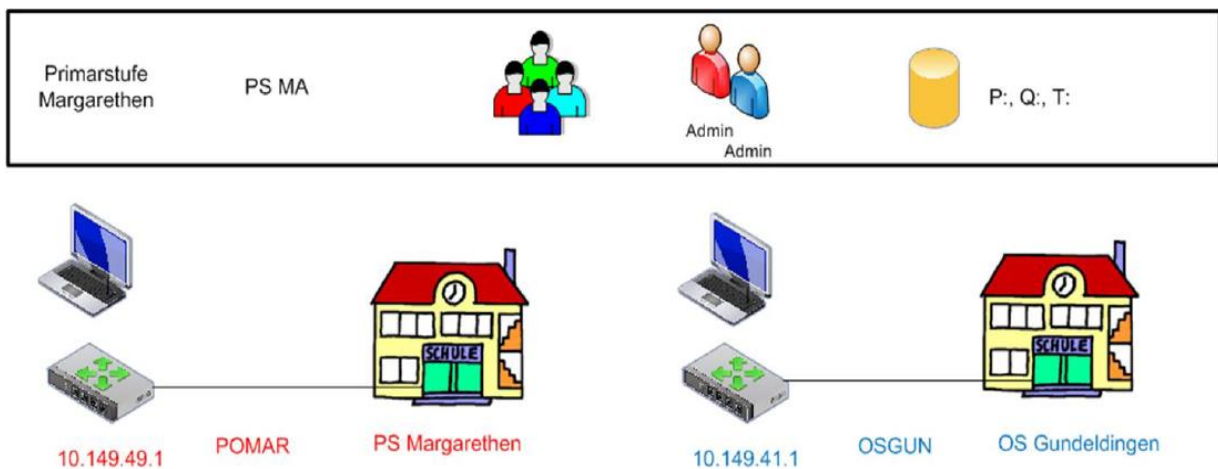 Primarstufe
Margarethen
PS MA
Admin
Admin
P:, Q:, T:
SCHULE
SCHULE
10.149.49.1
POMAR
PS Margarethen
10.149.41.1
OSGUN
OS Gundeldingen